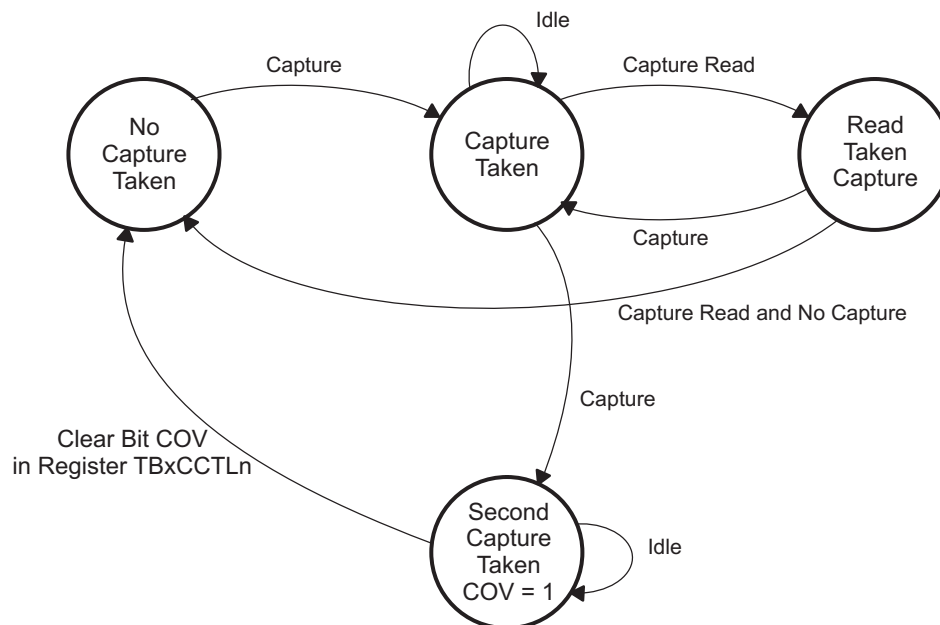 Idle
Capture
Capture Read
No
Capture
Taken
Capture
Taken
Read
Taken
Capture
Capture
Capture Read and No Capture
Capture
Clear Bit COV
in Register TBxCCTLn
Second
Capture
Taken
COV = 1
Idle